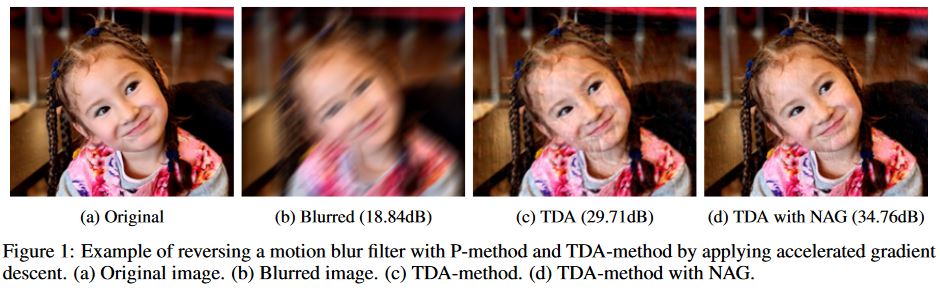 (a) Original
(b) Blurred (18.84dB)
(c) TDA (29.71dB)
(d) TDA with NAG (34.76dB)
Figure 1: Example of reversing a motion blur filter with P-method and TDA-method by applying accelerated gradient
descent. (a) Original image. (b) Blurred image. (c) TDA-method. (d) TDA-method with NAG.